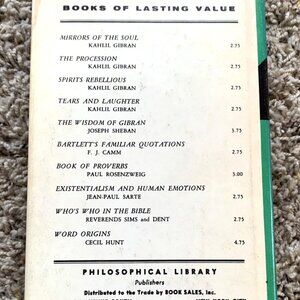 BOOKS OF LASTING VALUE
MIRRORS OF THE SOUL
KAHLIL GIBRAN 2.75
THE PROCESSION
KAHLIL GIBRAN 2.75
SPIRITS REBELLIOUS
KAHLIL GIBRAN 2.75
TEARS AND LAUGHTER
KAHLIL GIBRAN 2.75
THE WISDOM OF GIBRAN
JOSEPH SHEBAN 3.75
BARTLETT'S FAMILIAR QUOTATIONS
F. J. CAMM 2.75
BOOK OF PROVERBS
PAUL ROSENZWEIG 3.00
EXISTENTIALISM AND HUMAN EMOTIONS
JEAN-PAUL SARTE 2.75
WHO'S WHO IN THE BIBLE
REVERENDS SIMS and DENT 2.75
WORD ORIGINS
CECIL HUNT 4.75
PHILOSOPHICAL LIBRARY
Publishers
Distributed to the Trade by BOOK SALES, Inc.